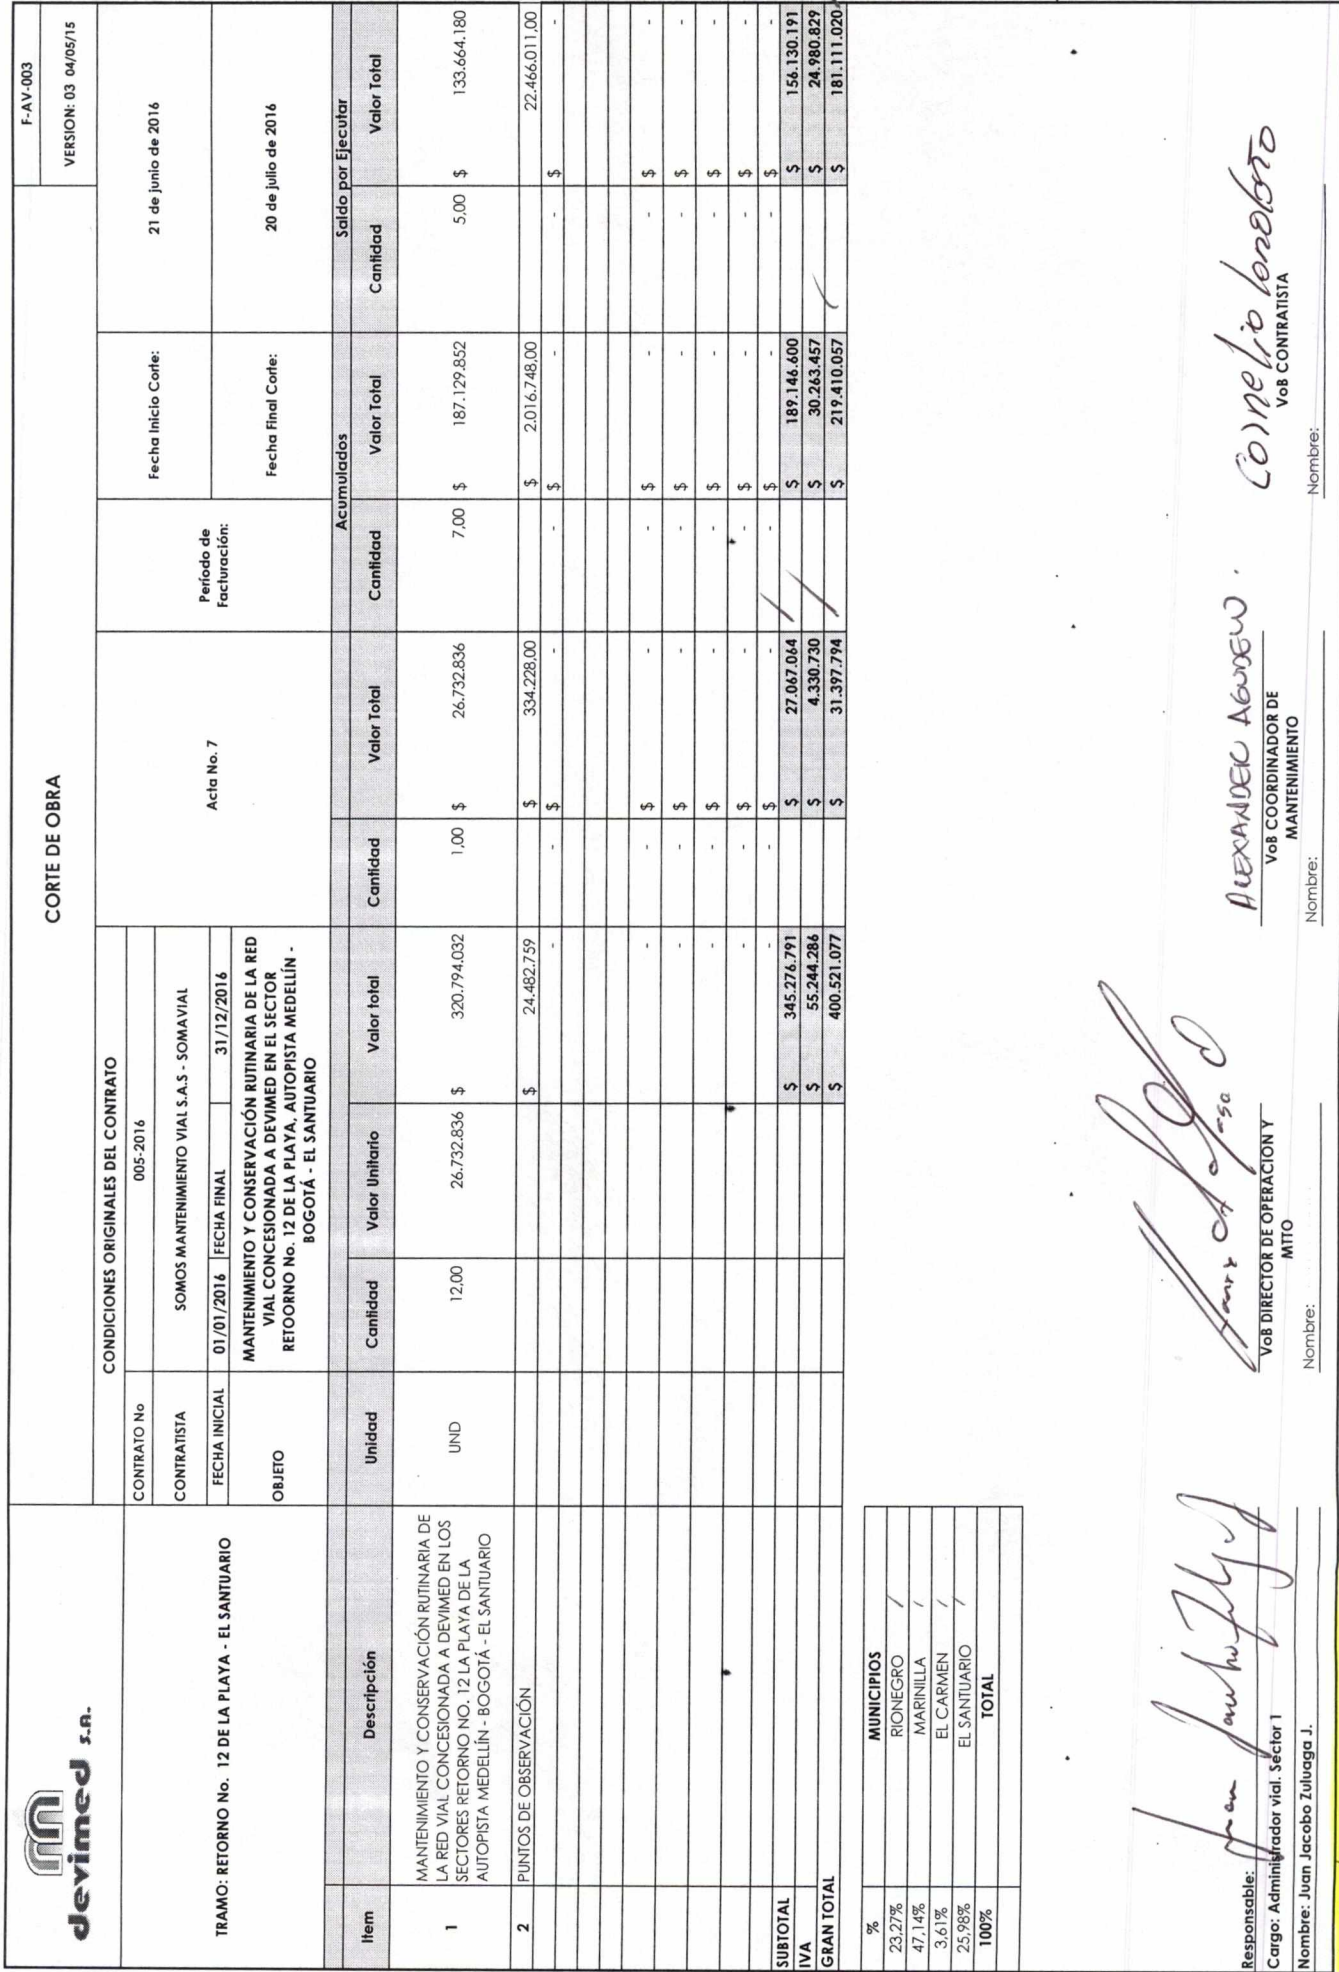 devimed S.A.
CORTE DE OBRA
F-AV-003
VERSION: 03 04/05/15
TRAMO: RETORNO No. 12 DE LA PLAYA - EL SANTUARIO
CONDICIONES ORIGINALES DEL CONTRATO
CONTRATO No 005-2016
CONTRATISTA SOMOS MANTENIMIENTO VIAL S.A.S - SOMAVIAL
FECHA INICIAL 01/01/2016 FECHA FINAL 31/12/2016
OBJETO
MANTENIMIENTO Y CONSERVACIÓN RUTINARIA DE LA RED
VIAL CONCESIONADA A DEVIMED EN EL SECTOR
RETOORNO No. 12 DE LA PLAYA, AUTOPISTA MEDELLÍN -
BOGOTÁ - EL SANTUARIO
Acta No. 7
Período de
Facturación:
Fecha Inicio Corte: 21 de junio de 2016
Fecha Final Corte: 20 de julio de 2016
Acumulados Saldo por Ejecutar
Item Descripción Unidad Cantidad Valor Unitario Valor total Cantidad Valor Total Cantidad Valor Total Cantidad Valor Total
MANTENIMIENTO Y CONSERVACIÓN RUTINARIA DE
LA RED VIAL CONCESIONADA A DEVIMED EN LOS
SECTORES RETORNO NO. 12 LA PLAYA DE LA
AUTOPISTA MEDELLÍN - BOGOTÁ - EL SANTUARIO
1 UND 12,00 26.732.836 $ 320.794.032 1,00 $ 26.732.836 7,00 $ 187.129.852 5,00 $ 133.664.180
2 PUNTOS DE OBSERVACIÓN $ 24.482.759 $ 334.228,00 $ 2.016.748,00 22.466.011,00
- - $ - - $ - - $ -
- - $ - - $ - - $ -
- - $ - - $ - - $ -
- - $ - - $ - - $ -
- - $ - - $ - - $ -
- - $ - - $ - - $ -
SUBTOTAL $ 345.276.791 $ 27.067.064 $ 189.146.600 $ 156.130.191
IVA $ 55.244.286 $ 4.330.730 $ 30.263.457 $ 24.980.829
GRAN TOTAL $ 400.521.077 $ 31.397.794 $ 219.410.057 $ 181.111.020
% MUNICIPIOS
23,27% RIONEGRO
47,14% MARINILLA
3,61% EL CARMEN
25,98% EL SANTUARIO
100% TOTAL
ALEXANDER AGUDELO.
Cornelio Londoño
Responsable:
Cargo: Administrador vial. Sector 1
Nombre: Juan Jacobo Zuluaga J.
VoB DIRECTOR DE OPERACION Y
MTTO
Nombre:
VoB COORDINADOR DE
MANTENIMIENTO
Nombre:
VoB CONTRATISTA
Nombre: